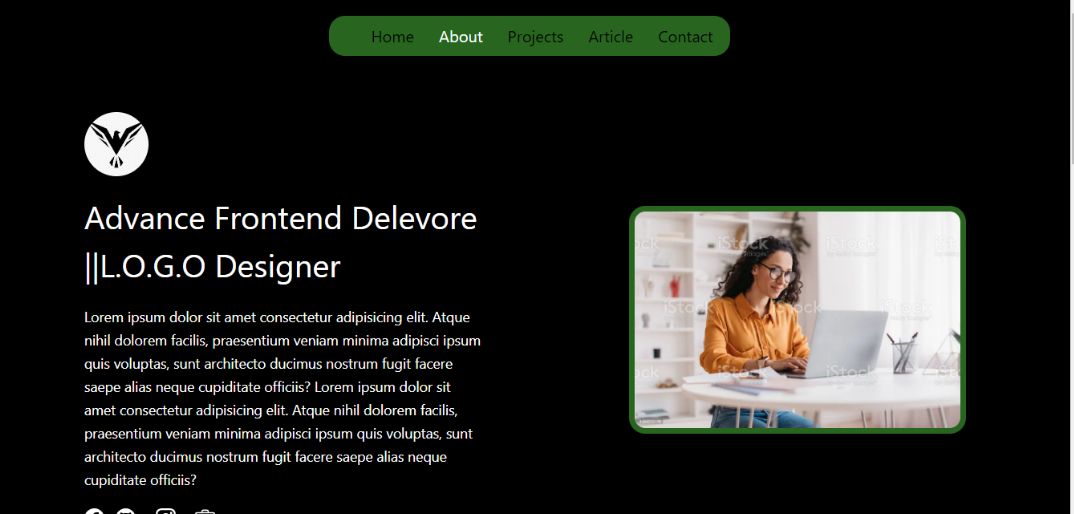 Home About Projects Article Contact
Advance Frontend Delevore
||L.O.G.O Designer
Lorem ipsum dolor sit amet consectetur adipisicing elit. Atque
nihil dolorem facilis, praesentium veniam minima adipisci ipsum
quis voluptas, sunt architecto ducimus nostrum fugit facere
saepe alias neque cupiditate officiis? Lorem ipsum dolor sit
amet consectetur adipisicing elit. Atque nihil dolorem facilis,
praesentium veniam minima adipisci ipsum quis voluptas, sunt
architecto ducimus nostrum fugit facere saepe alias neque
cupiditate officiis?
iStock iStock
iStock iStock
iStock iStock